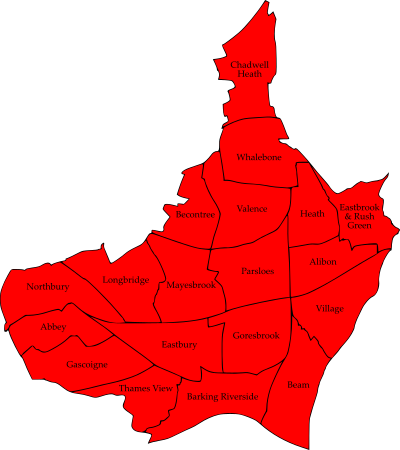 Chadwell
Heath
Whalebone
Becontree
Valence
Heath
Eastbrook
& Rush
Green
Northbury
Longbridge
Mayesbrook
Parsloes
Alibon
Village
Abbey
Eastbury
Goresbrook
Gascoigne
Thames View
Barking Riverside
Beam